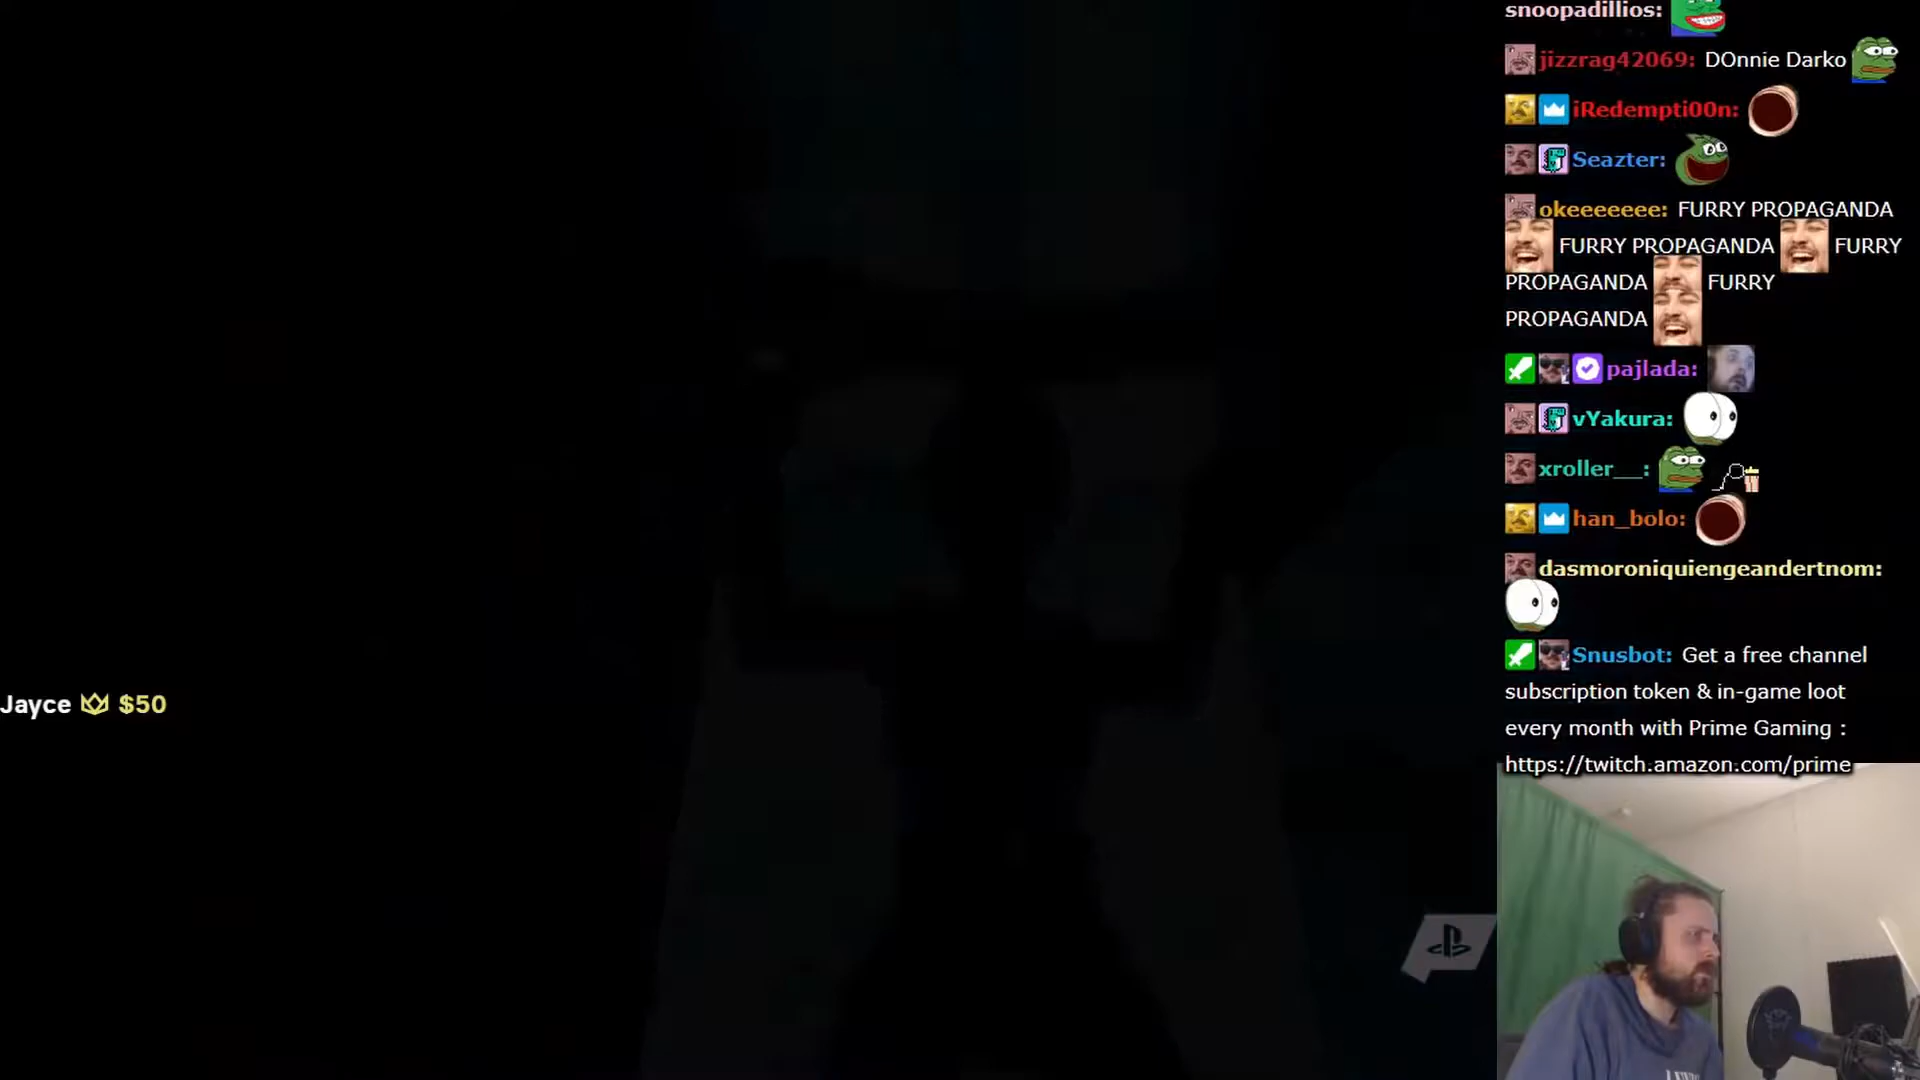 snoopadillios:
jizzrag42069: DOnnie Darko
iRedempti00n:
Seazter:
okeeeeeee: FURRY PROPAGANDA
FURRY PROPAGANDA FURRY
PROPAGANDA FURRY
PROPAGANDA
pajlada:
vYakura:
xroller__:
han_bolo:
dasmoroniquiengeandertnom:
Snusbot: Get a free channel
subscription token & in-game loot
every month with Prime Gaming :
https://twitch.amazon.com/prime
Jayce $50